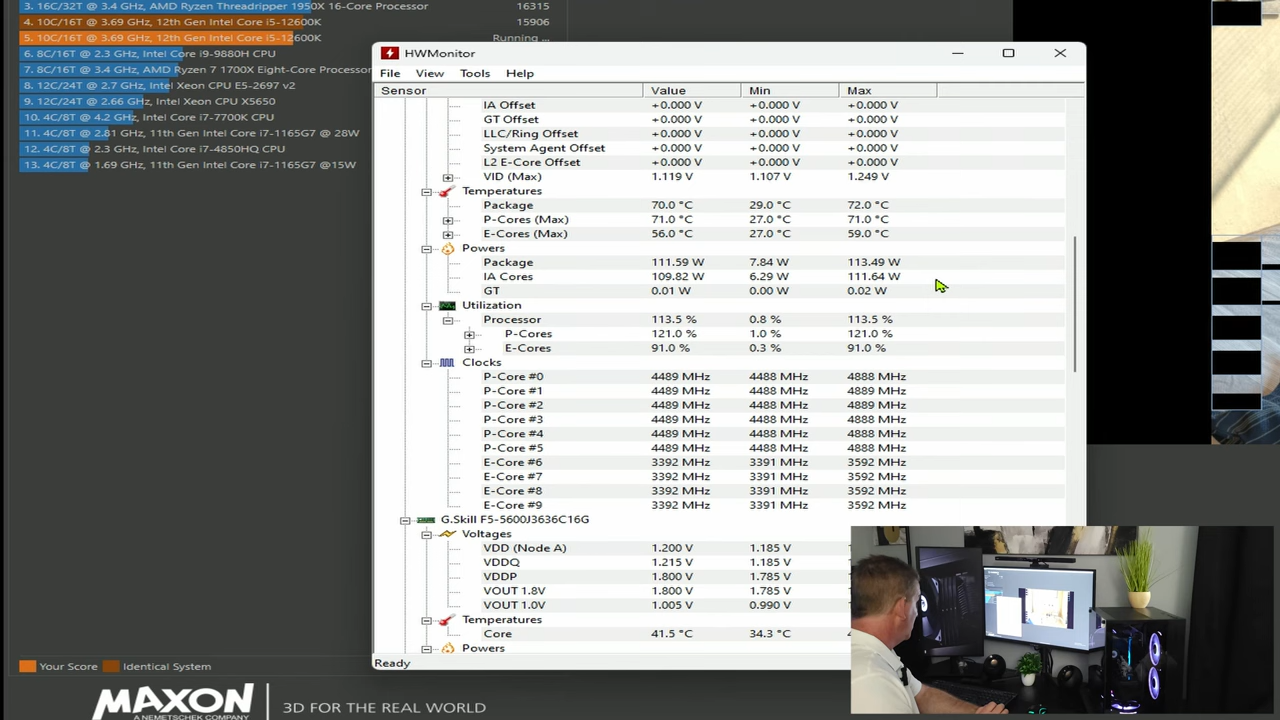 3. 16C/32T @ 3.4 GHz, AMD Ryzen Threadripper 1950X 16-Core Processor 16315
4. 10C/16T @ 3.69 GHz, 12th Gen Intel Core i5-12600K 15906
5. 10C/16T @ 3.69 GHz, 12th Gen Intel Core i5-12600K Running ...
6. 8C/16T @ 2.3 GHz, Intel Core i9-9880H CPU
7. 8C/16T @ 3.4 GHz, AMD Ryzen 7 1700X Eight-Core Processor
8. 12C/24T @ 2.7 GHz, Intel Xeon CPU E5-2697 v2
9. 12C/24T @ 2.66 GHz, Intel Xeon CPU X5650
10. 4C/8T @ 4.2 GHz, Intel Core i7-7700K CPU
11. 4C/8T @ 2.81 GHz, 11th Gen Intel Core i7-1165G7 @ 28W
12. 4C/8T @ 2.3 GHz, Intel Core i7-4850HQ CPU
13. 4C/8T @ 1.69 GHz, 11th Gen Intel Core i7-1165G7 @15W
Your Score Identical System
MAXON
A NEMETSCHEK COMPANY
3D FOR THE REAL WORLD
HWMonitor
File View Tools Help
Sensor Value Min Max
IA Offset +0.000 V +0.000 V +0.000 V
GT Offset +0.000 V +0.000 V +0.000 V
LLC/Ring Offset +0.000 V +0.000 V +0.000 V
System Agent Offset +0.000 V +0.000 V +0.000 V
L2 E-Core Offset +0.000 V +0.000 V +0.000 V
VID (Max) 1.119 V 1.107 V 1.249 V
Temperatures
Package 70.0 °C 29.0 °C 72.0 °C
P-Cores (Max) 71.0 °C 27.0 °C 71.0 °C
E-Cores (Max) 56.0 °C 27.0 °C 59.0 °C
Powers
Package 111.59 W 7.84 W 113.49 W
IA Cores 109.82 W 6.29 W 111.64 W
GT 0.01 W 0.00 W 0.02 W
Utilization
Processor 113.5 % 0.8 % 113.5 %
P-Cores 121.0 % 1.0 % 121.0 %
E-Cores 91.0 % 0.3 % 91.0 %
Clocks
P-Core #0 4489 MHz 4488 MHz 4888 MHz
P-Core #1 4489 MHz 4488 MHz 4889 MHz
P-Core #2 4489 MHz 4488 MHz 4889 MHz
P-Core #3 4489 MHz 4488 MHz 4889 MHz
P-Core #4 4489 MHz 4488 MHz 4888 MHz
P-Core #5 4489 MHz 4488 MHz 4888 MHz
E-Core #6 3392 MHz 3391 MHz 3592 MHz
E-Core #7 3392 MHz 3391 MHz 3592 MHz
E-Core #8 3392 MHz 3391 MHz 3592 MHz
E-Core #9 3392 MHz 3391 MHz 3592 MHz
G.Skill F5-5600J3636C16G
Voltages
VDD (Node A) 1.200 V 1.185 V
VDDQ 1.215 V 1.185 V
VDDP 1.800 V 1.785 V
VOUT 1.8V 1.800 V 1.785 V
VOUT 1.0V 1.005 V 0.990 V
Temperatures
Core 41.5 °C 34.3 °C
Powers
Ready